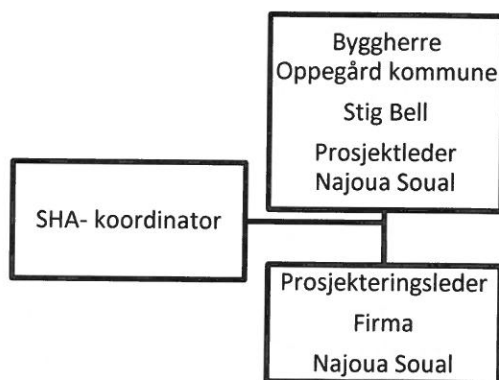 Byggherre
Oppegård kommune
Stig Bell
Prosjektleder
Najoua Soual
SHA- koordinator
Prosjekteringsleder
Firma
Najoua Soual